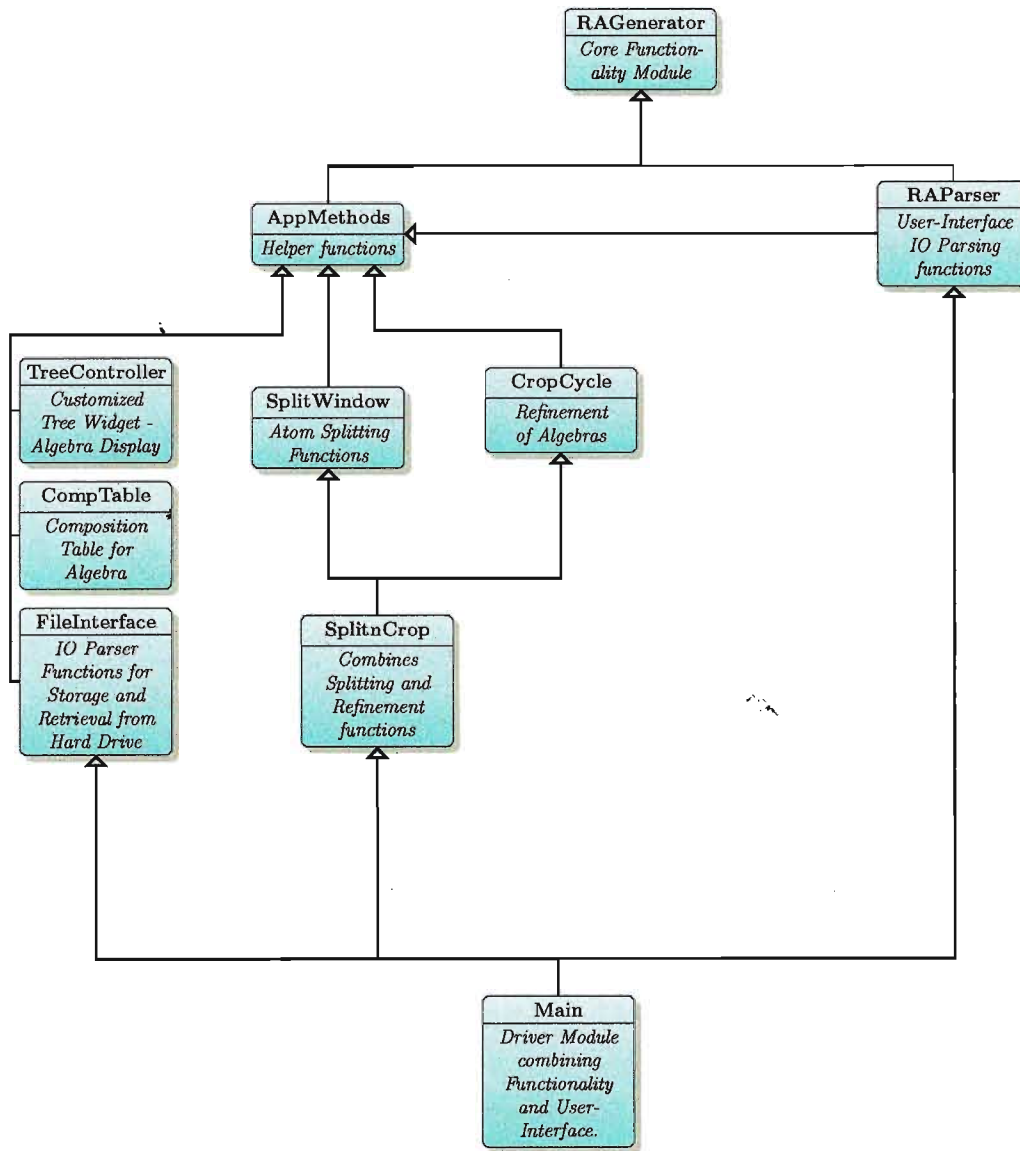 RAGenerator
Core Function-
ality Module
AppMethods
Helper functions
RAParser
User-Interface
IO Parsing
functions
TreeController
Customized
Tree Widget -
Algebra Display
SplitWindow
Atom Splitting
Functions
CropCycle
Refinement
of Algebras
CompTable
Composition
Table for
Algebra
FileInterface
IO Parser
Functions for
Storage and
Retrieval from
Hard Drive
SplitnCrop
Combines
Splitting and
Refinement
functions
Main
Driver Module
combining
Functionality
and User-
Interface.